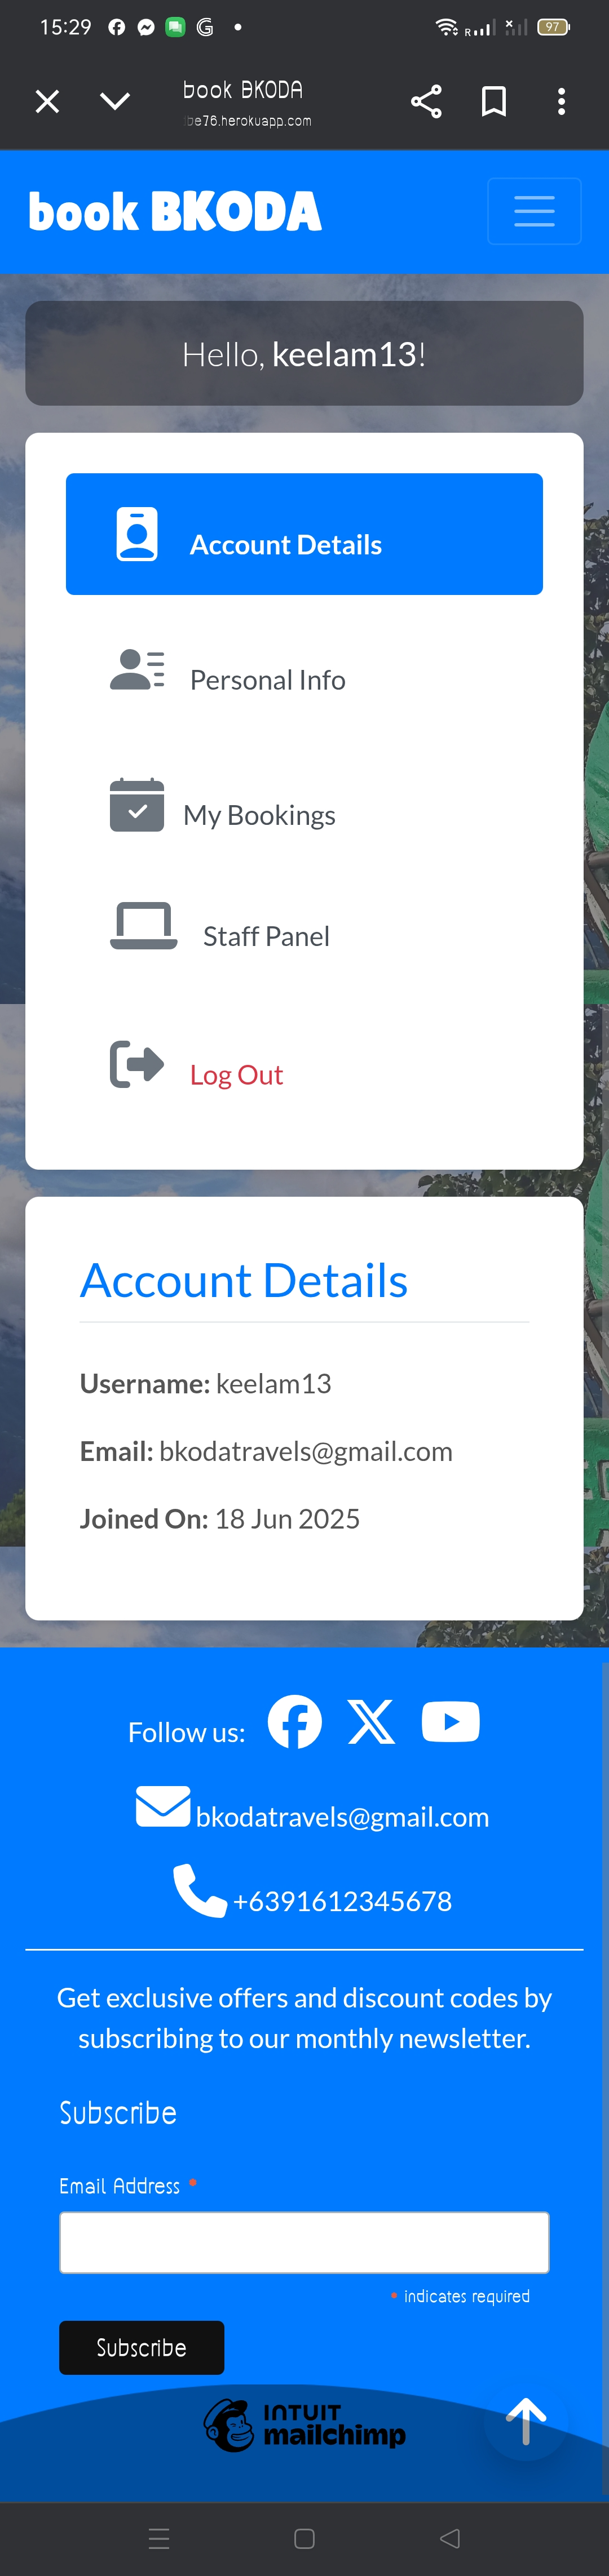 15:29
R
97
book BKODA
be76.herokuapp.com
book BKODA
Hello, keelam13!
Account Details
Personal Info
My Bookings
Staff Panel
Log Out
Account Details
Username: keelam13
Email: bkodatravels@gmail.com
Joined On: 18 Jun 2025
Follow us:
bkodatravels@gmail.com
+6391612345678
Get exclusive offers and discount codes by
subscribing to our monthly newsletter.
Subscribe
Email Address *
* indicates required
Subscribe
INTUIT
mailchimp